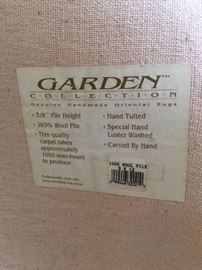 GARDEN™
COLLECTION
Genuine Handmade Oriental Rugs
• 3/8" Pile Height
• 100% Wool Pile
• This quality
carpet takes
approximately
1000 man-hours
to produce
• Hand Tufted
• Special Hand
Luster Washed
• Carved By Hand
100% WOOL PILE